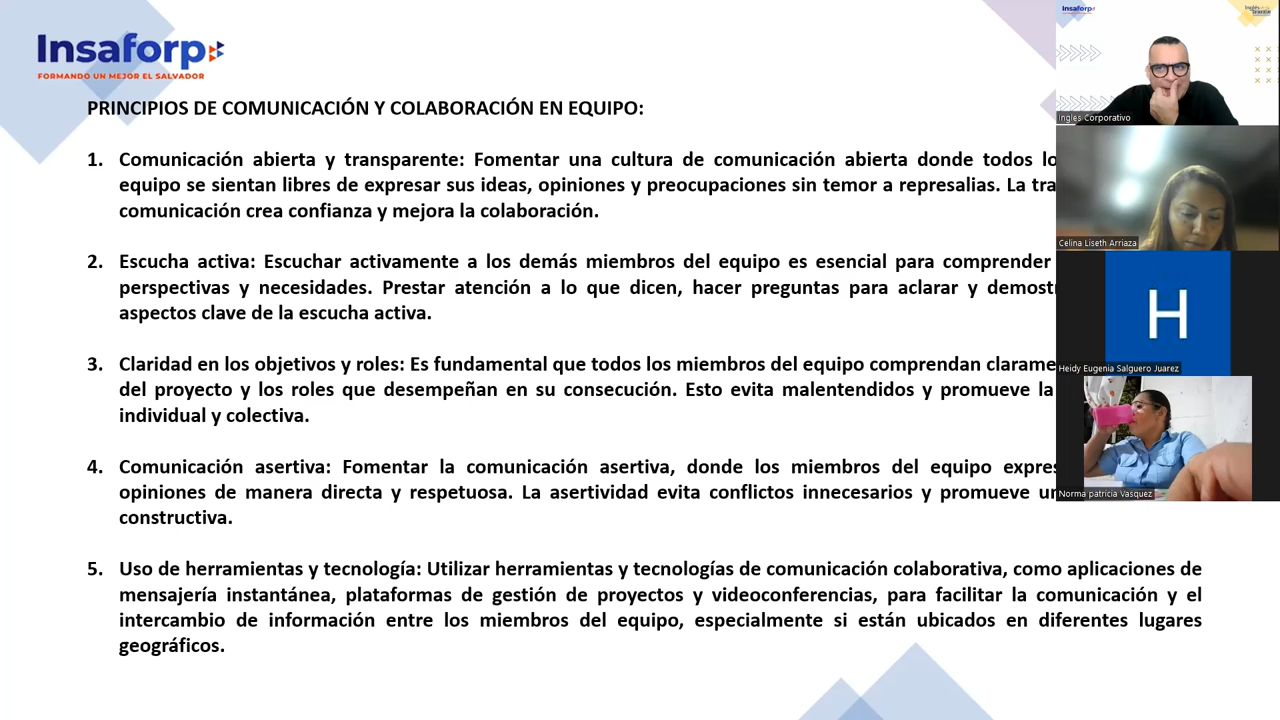 Insaforp
FORMANDO UN MEJOR EL SALVADOR
PRINCIPIOS DE COMUNICACIÓN Y COLABORACIÓN EN EQUIPO:
1. Comunicación abierta y transparente: Fomentar una cultura de comunicación abierta donde todos
equipo se sientan libres de expresar sus ideas, opiniones y preocupaciones sin temor a represalias. La
comunicación crea confianza y mejora la colaboración.
2. Escucha activa: Escuchar activamente a los demás miembros del equipo es esencial para comprender
perspectivas y necesidades. Prestar atención a lo que dicen, hacer preguntas para aclarar y
aspectos clave de la escucha activa.
3. Claridad en los objetivos y roles: Es fundamental que todos los miembros del equipo comprendan
del proyecto y los roles que desempeñan en su consecución. Esto evita malentendidos y promueve la
individual y colectiva.
4. Comunicación asertiva: Fomentar la comunicación asertiva, donde los miembros del equipo
opiniones de manera directa y respetuosa. La asertividad evita conflictos innecesarios y promueve
constructiva.
5. Uso de herramientas y tecnología: Utilizar herramientas y tecnologías de comunicación colaborativa, como aplicaciones de
mensajería instantánea, plataformas de gestión de proyectos y videoconferencias, para facilitar la comunicación y el
intercambio de información entre los miembros del equipo, especialmente si están ubicados en diferentes lugares
geográficos.
Insaforp
Ingles Corporativo
Celina Liseth Arriaza
H
Heidy Eugenia Salguero Juarez
Norma patricia Vasquez